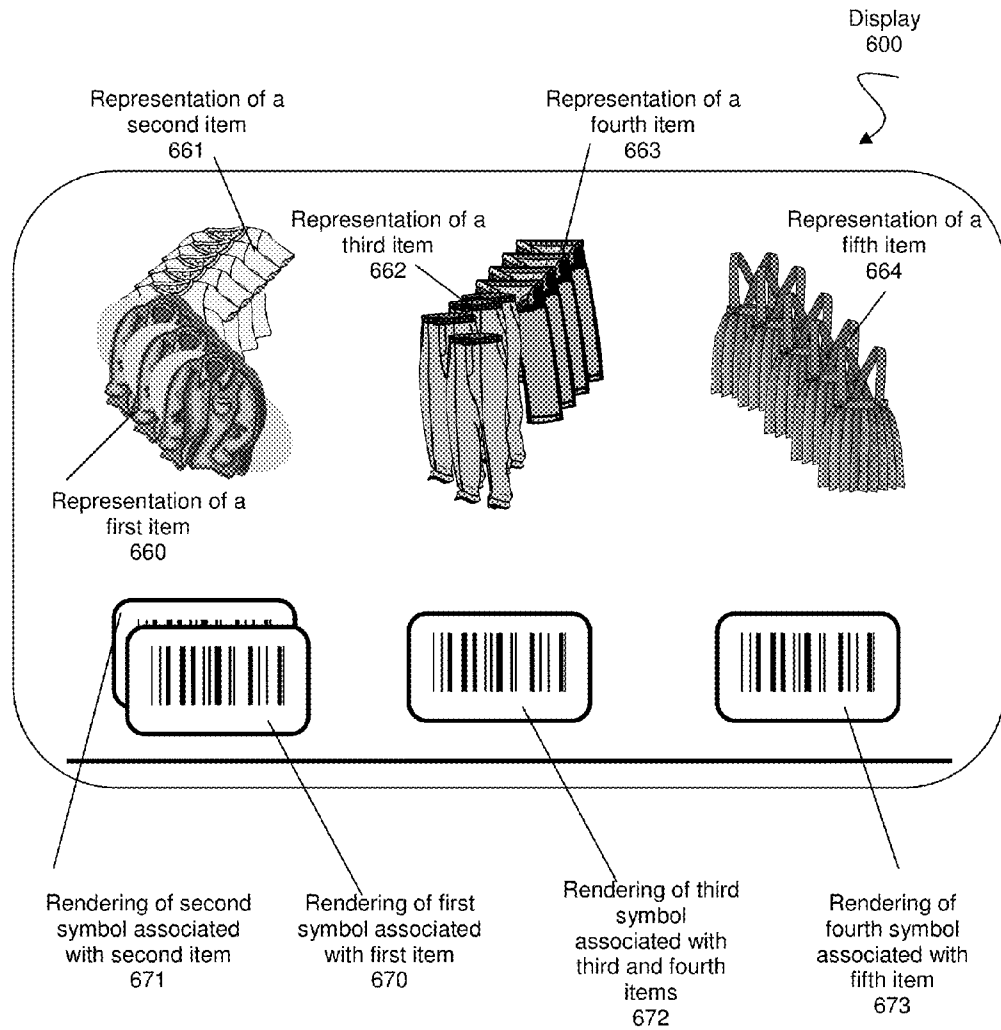 Display
600
Representation of a
second item
661
Representation of a
fourth item
663
Representation of a
third item
662
Representation of a
fifth item
664
Representation of a
first item
660
Rendering of second
symbol associated
with second item
671
Rendering of first
symbol associated
with first item
670
Rendering of third
symbol
associated with
third and fourth
items
672
Rendering of
fourth symbol
associated with
fifth item
673